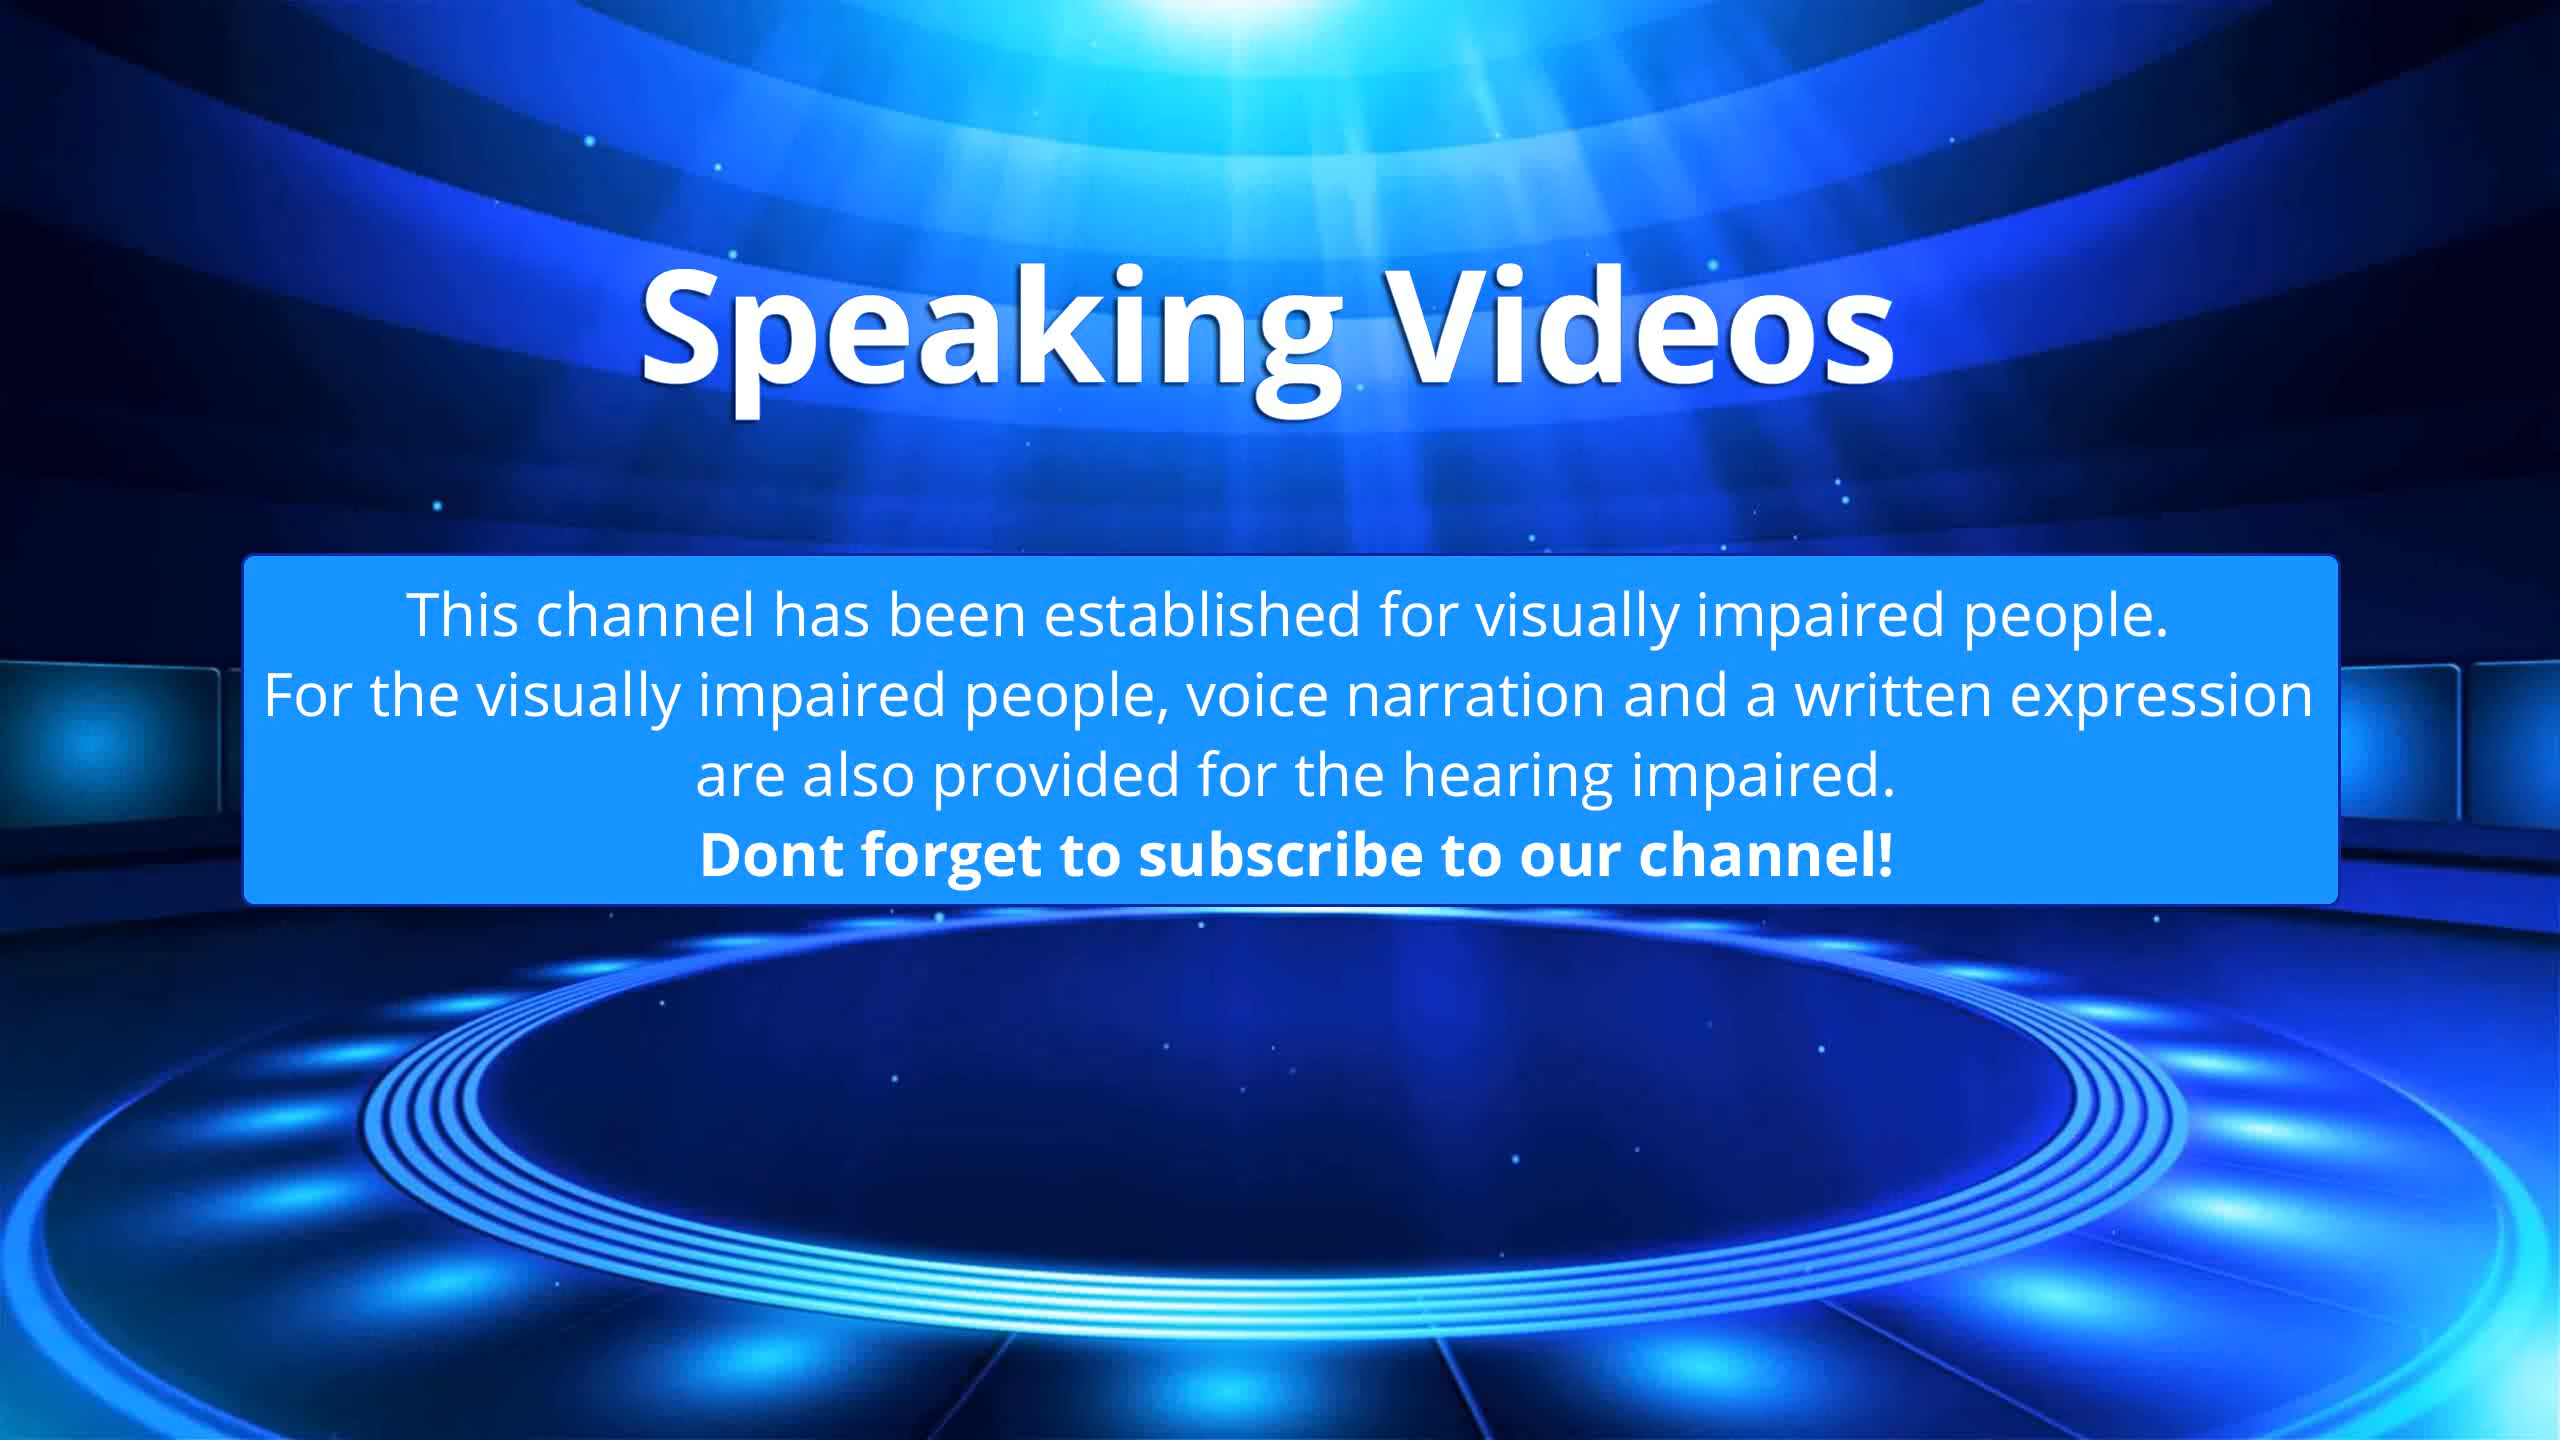 Speaking Videos
This channel has been established for visually impaired people.
For the visually impaired people, voice narration and a written expression
are also provided for the hearing impaired.
Dont forget to subscribe to our channel!